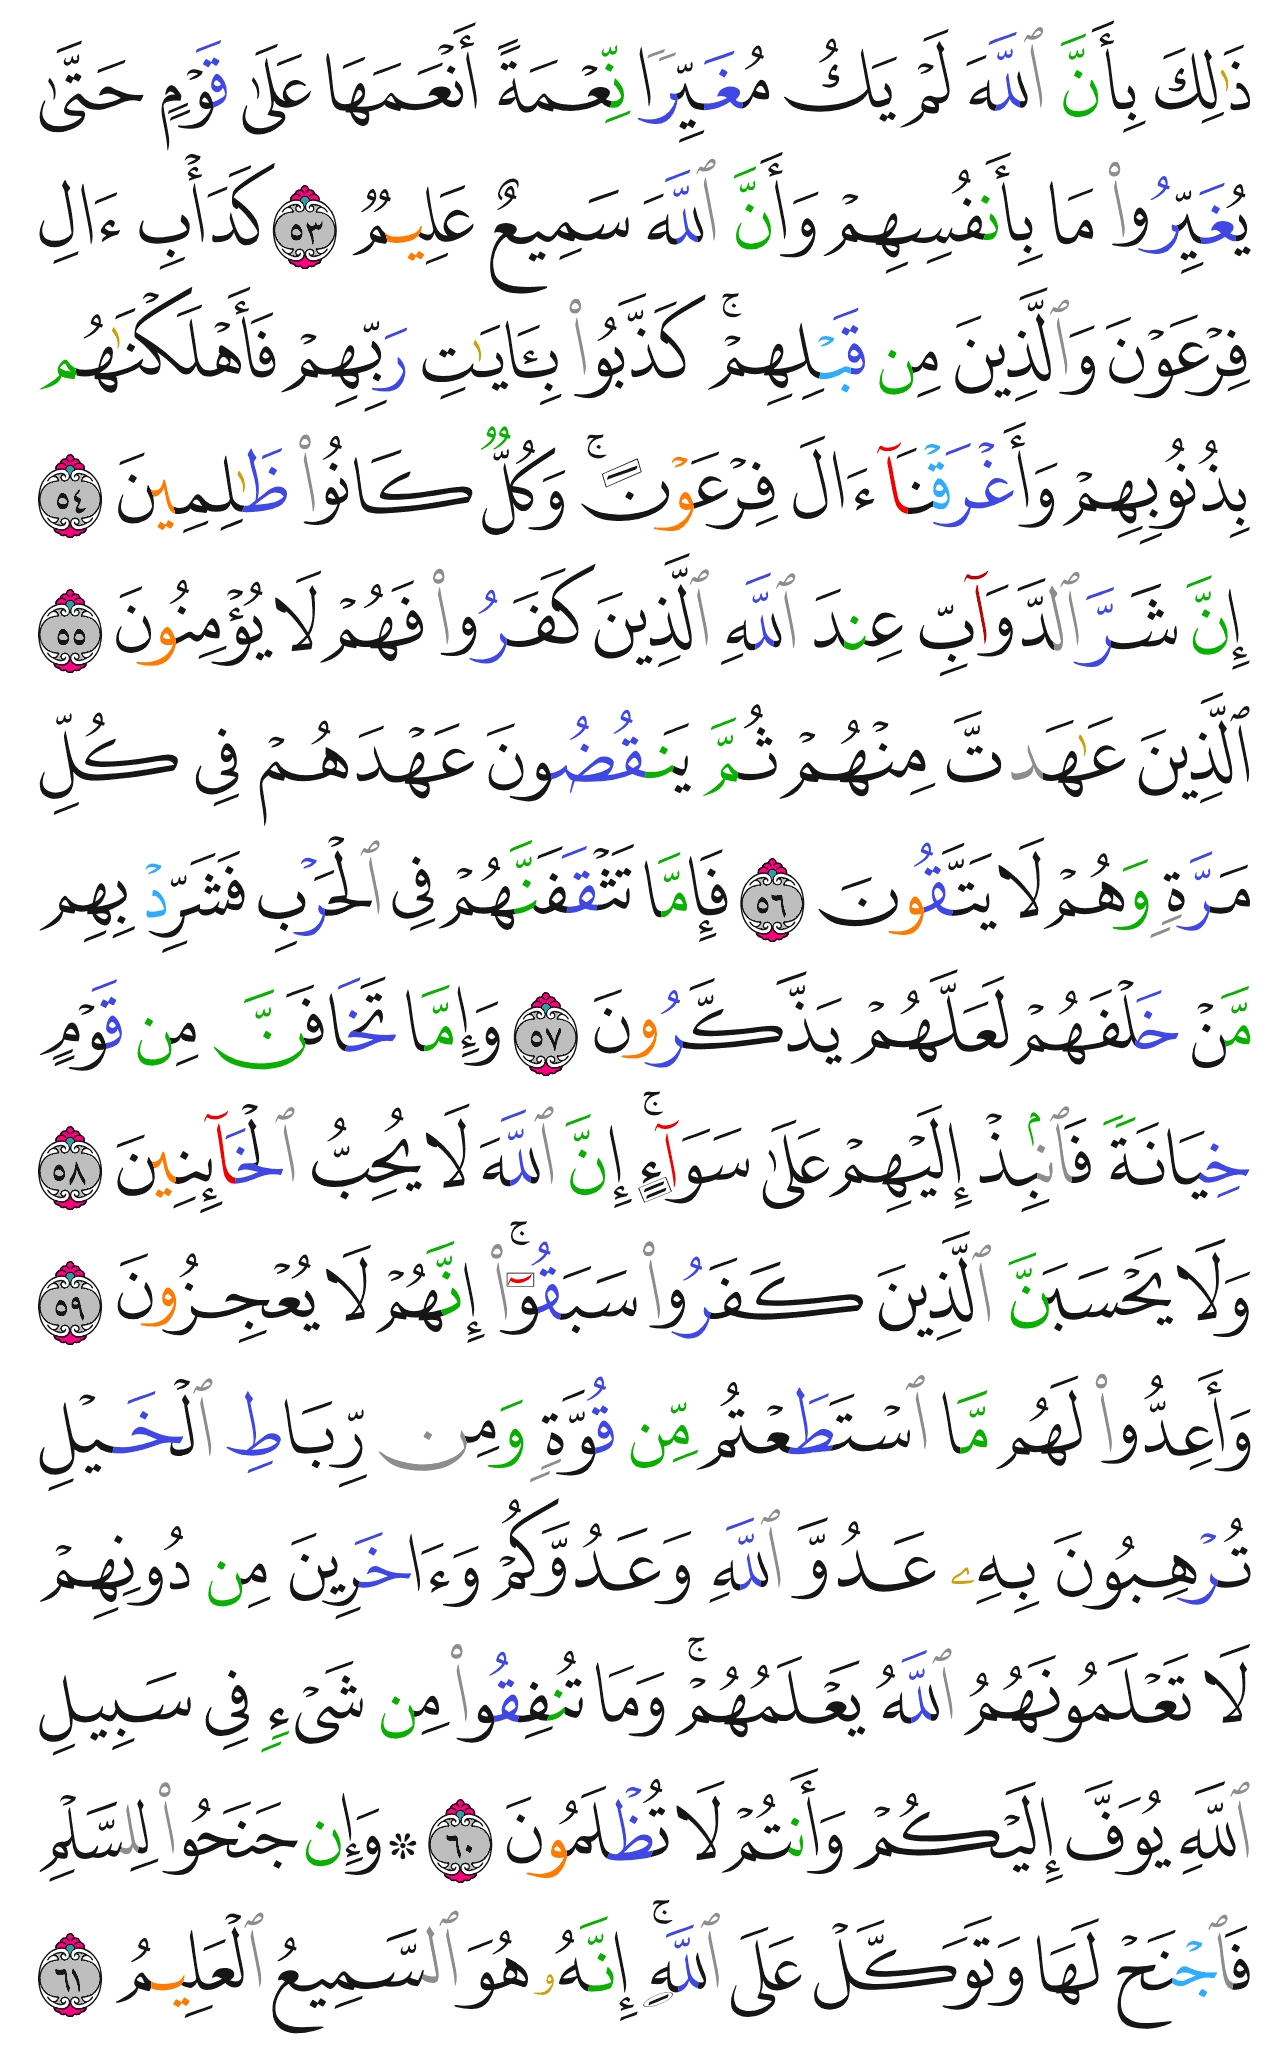 ذَٰلِكَ بِأَنَّ ٱللَّهَ لَمْ يَكُ مُغَيِّرًا نِّعْمَةً أَنْعَمَهَا عَلَىٰ قَوْمٍ حَتَّىٰ
يُغَيِّرُوا۟ مَا بِأَنفُسِهِمْ وَأَنَّ ٱللَّهَ سَمِيعٌ عَلِيمٌ ٥٣ كَدَأْبِ ءَالِ
فِرْعَوْنَ وَٱلَّذِينَ مِن قَبْلِهِمْ ۚ كَذَّبُوا۟ بِـَٔايَـٰتِ رَبِّهِمْ فَأَهْلَكْنَـٰهُم
بِذُنُوبِهِمْ وَأَغْرَقْنَآ ءَالَ فِرْعَوْنَ ۚ وَكُلٌّ كَانُوا۟ ظَـٰلِمِينَ ٥٤
إِنَّ شَرَّ ٱلدَّوَآبِّ عِندَ ٱللَّهِ ٱلَّذِينَ كَفَرُوا۟ فَهُمْ لَا يُؤْمِنُونَ ٥٥
ٱلَّذِينَ عَـٰهَدتَّ مِنْهُمْ ثُمَّ يَنقُضُونَ عَهْدَهُمْ فِى كُلِّ
مَرَّةٍ وَهُمْ لَا يَتَّقُونَ ٥٦ فَإِمَّا تَثْقَفَنَّهُمْ فِى ٱلْحَرْبِ فَشَرِّدْ بِهِم
مَّنْ خَلْفَهُمْ لَعَلَّهُمْ يَذَّكَّرُونَ ٥٧ وَإِمَّا تَخَافَنَّ مِن قَوْمٍ
خِيَانَةً فَٱنۢبِذْ إِلَيْهِمْ عَلَىٰ سَوَآءٍ ۚ إِنَّ ٱللَّهَ لَا يُحِبُّ ٱلْخَآئِنِينَ ٥٨
وَلَا يَحْسَبَنَّ ٱلَّذِينَ كَفَرُوا۟ سَبَقُوٓا۟ ۚ إِنَّهُمْ لَا يُعْجِزُونَ ٥٩
وَأَعِدُّوا۟ لَهُم مَّا ٱسْتَطَعْتُم مِّن قُوَّةٍ وَمِن رِّبَاطِ ٱلْخَيْلِ
تُرْهِبُونَ بِهِۦ عَدُوَّ ٱللَّهِ وَعَدُوَّكُمْ وَءَاخَرِينَ مِن دُونِهِمْ
لَا تَعْلَمُونَهُمُ ٱللَّهُ يَعْلَمُهُمْ ۚ وَمَا تُنفِقُوا۟ مِن شَىْءٍ فِى سَبِيلِ
ٱللَّهِ يُوَفَّ إِلَيْكُمْ وَأَنتُمْ لَا تُظْلَمُونَ ٦٠ ۞ وَإِن جَنَحُوا۟ لِلسَّلْمِ
فَٱجْنَحْ لَهَا وَتَوَكَّلْ عَلَى ٱللَّهِ ۚ إِنَّهُۥ هُوَ ٱلسَّمِيعُ ٱلْعَلِيمُ ٦١